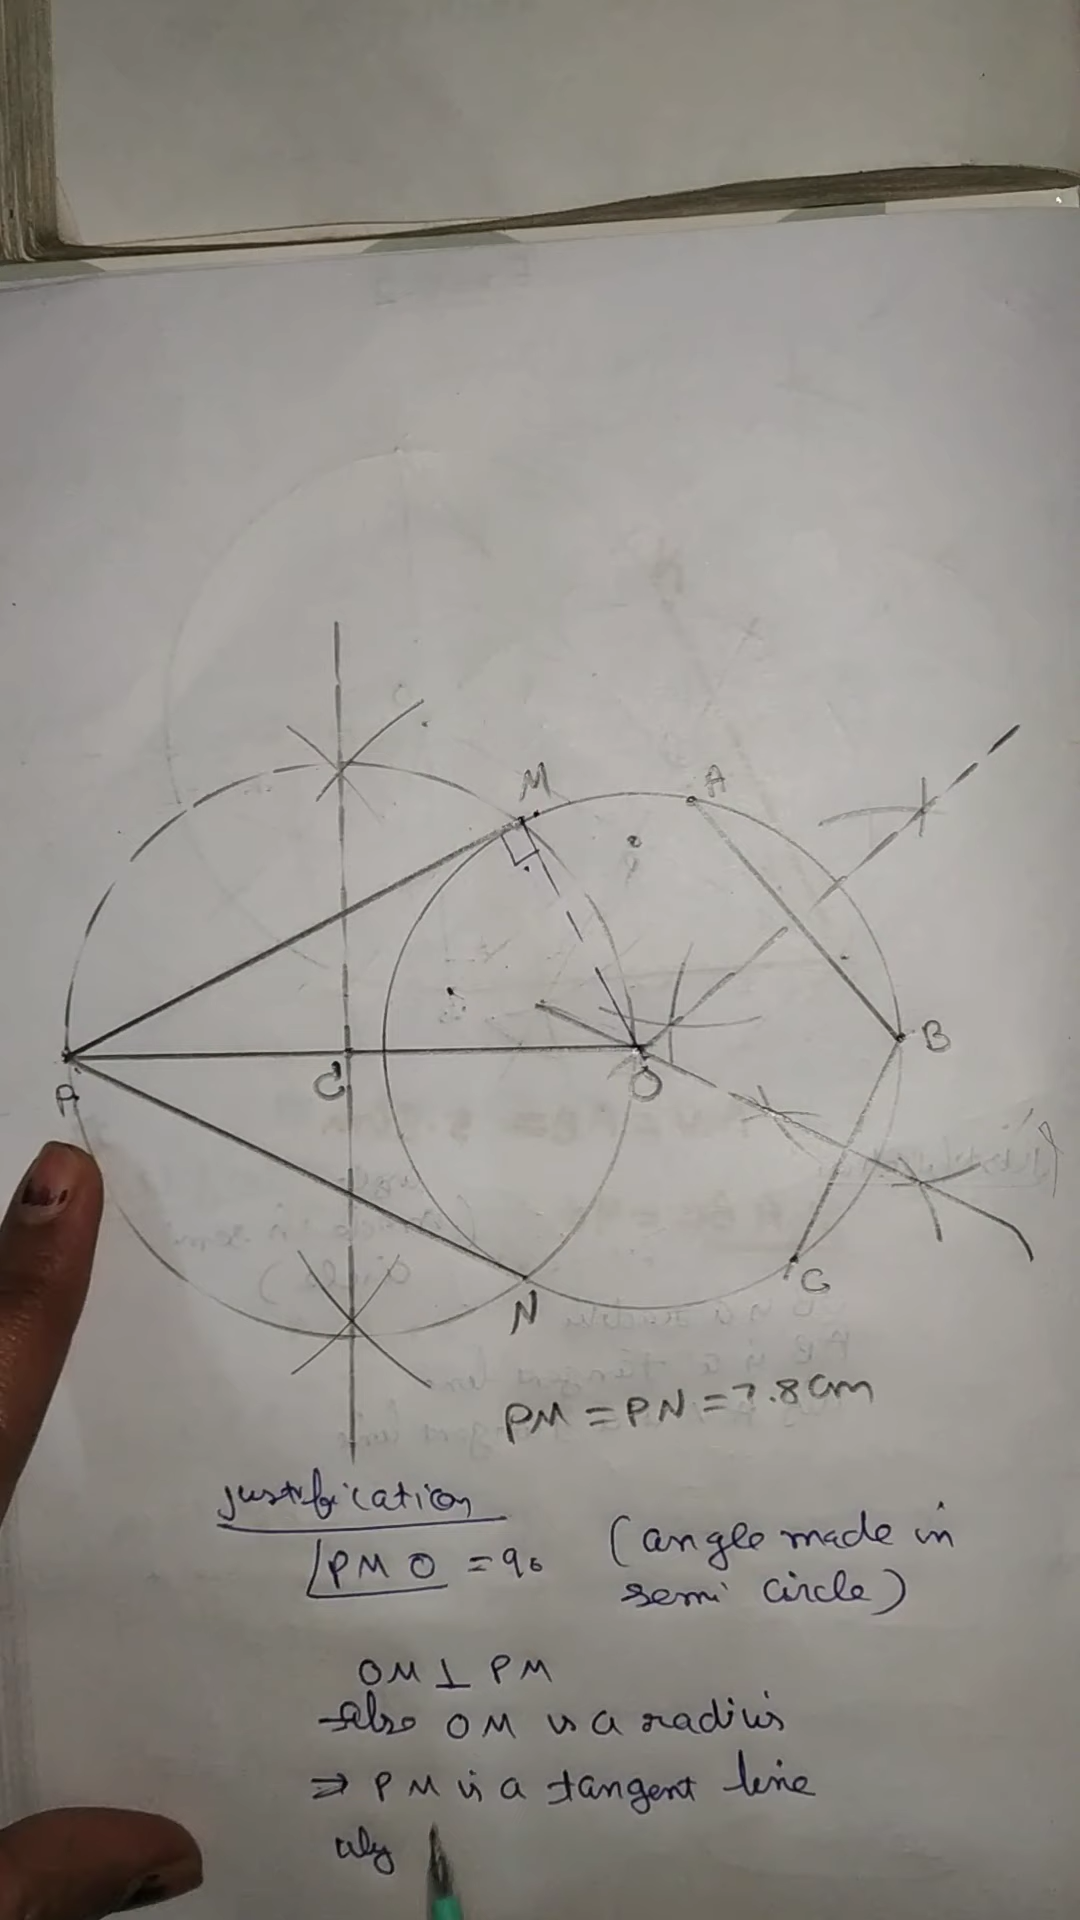 M
A
B
P
C'
O
C
N
PM = PN = 7.8 cm
justification
∠PMO = 90 (angle made in
semi circle)
OM ⊥ PM
also OM is a radius
⇒ PM is a tangent line